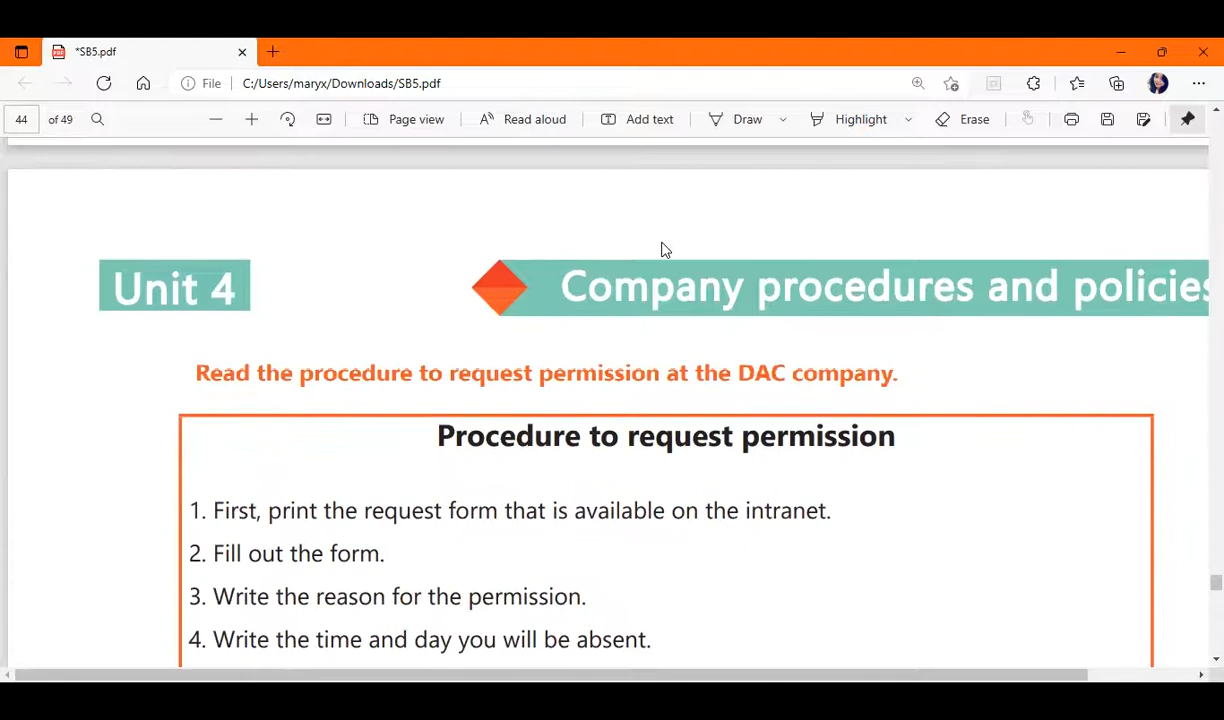 *SB5.pdf
File C:/Users/maryx/Downloads/SB5.pdf
44 of 49 Page view Read aloud Add text Draw Highlight Erase
Unit 4 Company procedures and policies
Read the procedure to request permission at the DAC company.
Procedure to request permission
1. First, print the request form that is available on the intranet.
2. Fill out the form.
3. Write the reason for the permission.
4. Write the time and day you will be absent.